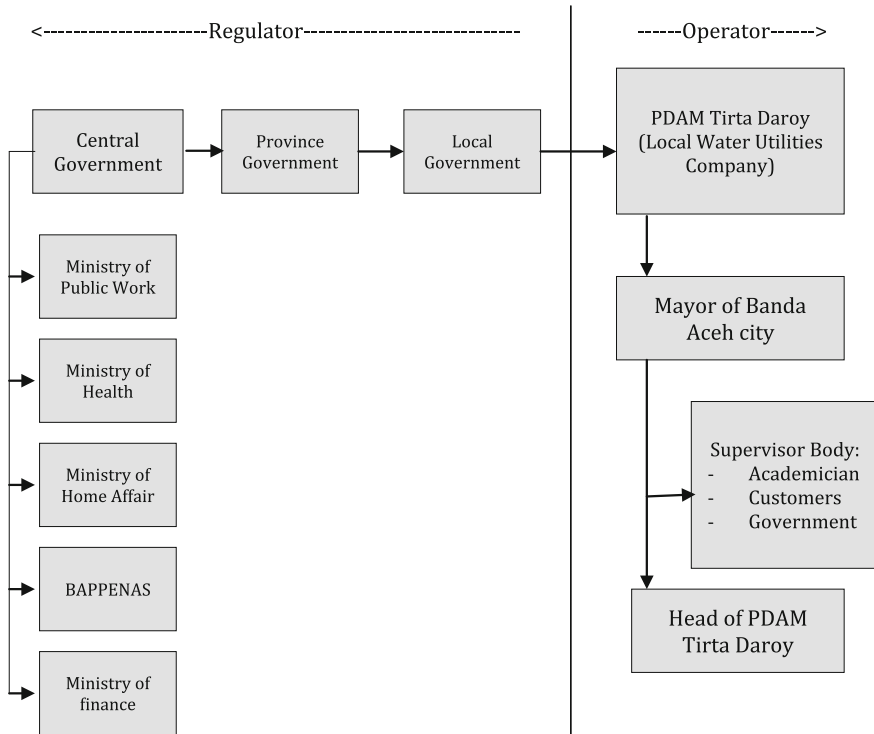 <-----------------------Regulator------------------------------
------Operator------>
Central
Government
Province
Government
Local
Government
PDAM Tirta Daroy
(Local Water Utilities
Company)
Ministry of
Public Work
Ministry of
Health
Ministry of
Home Affair
BAPPENAS
Ministry of
finance
Mayor of Banda
Aceh city
Supervisor Body:
- Academician
- Customers
- Government
Head of PDAM
Tirta Daroy